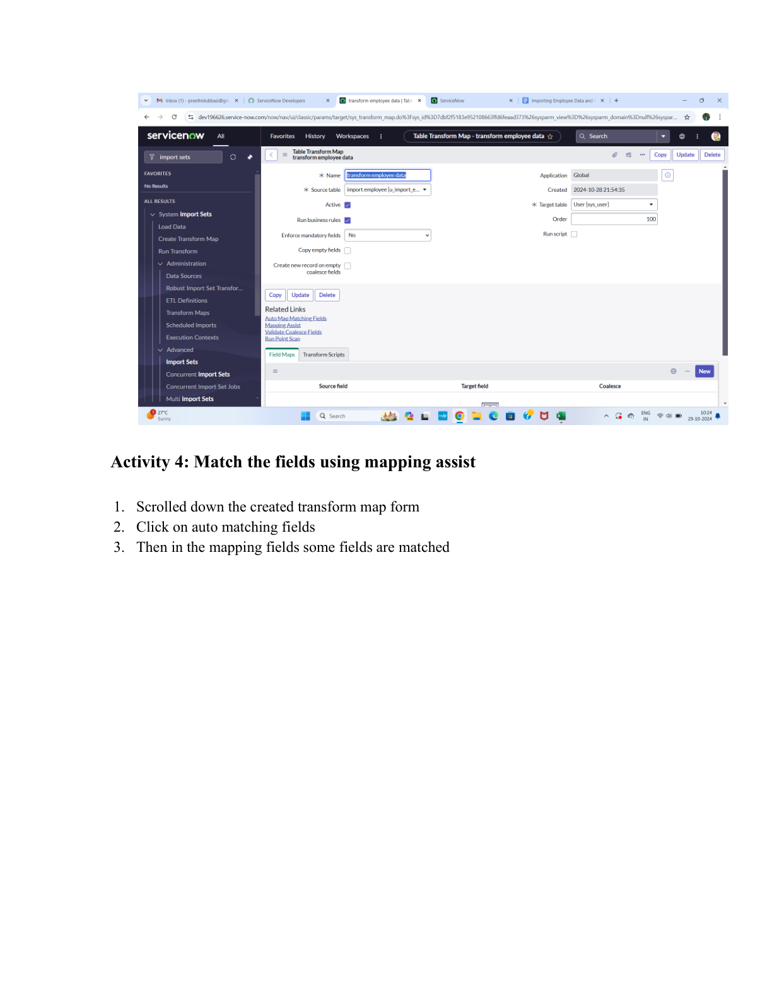 Inbox (1) - preethidubbasi@gm
ServiceNow Developers
transform employee data | Tabl
ServiceNow
Importing Employee Data and
dev196626.service-now.com/now/nav/ui/classic/params/target/sys_transform_map.do%3Fsys_id%3D7dbf2f5183e952108663ffd6feaad373%26sysparm_view%3D%26sysparm_domain%3Dnull%26syspar...
servicenow
All
Favorites
History
Workspaces
Table Transform Map - transform employee data
Search
import sets
Table Transform Map
transform employee data
Copy
Update
Delete
FAVORITES
No Results
ALL RESULTS
System Import Sets
Load Data
Create Transform Map
Run Transform
Administration
Data Sources
Robust Import Set Transfor...
ETL Definitions
Transform Maps
Scheduled Imports
Execution Contexts
Advanced
Import Sets
Concurrent Import Sets
Concurrent Import Set Jobs
Multi Import Sets
Name
transform employee data
Source table
import employee [u_import_e...
Active
Run business rules
Enforce mandatory fields
No
Copy empty fields
Create new record on empty
coalesce fields
Application
Global
Created
2024-10-28 21:54:35
Target table
User [sys_user]
Order
100
Run script
Copy
Update
Delete
Related Links
Auto Map Matching Fields
Mapping Assist
Validate Coalesce Fields
Run Point Scan
Field Maps
Transform Scripts
New
Source field
Target field
Coalesce
27°C
Sunny
Search
ENG
IN
10:24
29-10-2024
Activity 4: Match the fields using mapping assist
1. Scrolled down the created transform map form
2. Click on auto matching fields
3. Then in the mapping fields some fields are matched